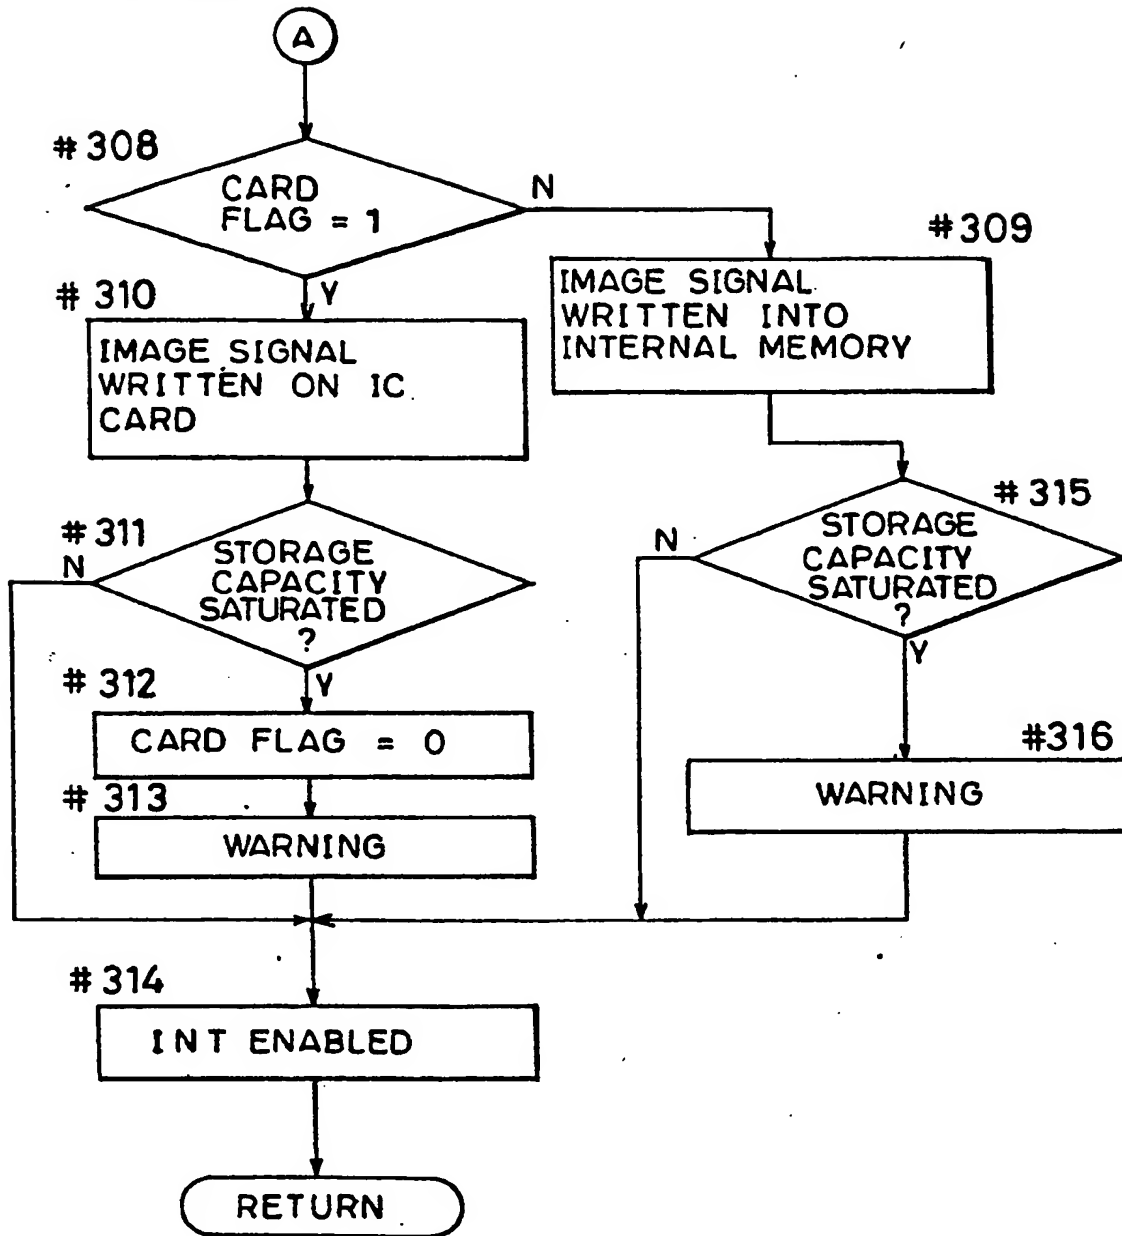 A
#308
CARD
FLAG = 1
N
Y
#309
IMAGE SIGNAL
WRITTEN INTO
INTERNAL MEMORY
#310
IMAGE SIGNAL
WRITTEN ON IC
CARD
#311
N
STORAGE
CAPACITY
SATURATED
?
Y
#315
N
STORAGE
CAPACITY
SATURATED
?
Y
#312
CARD FLAG = 0
#313
WARNING
#316
WARNING
#314
INT ENABLED
RETURN